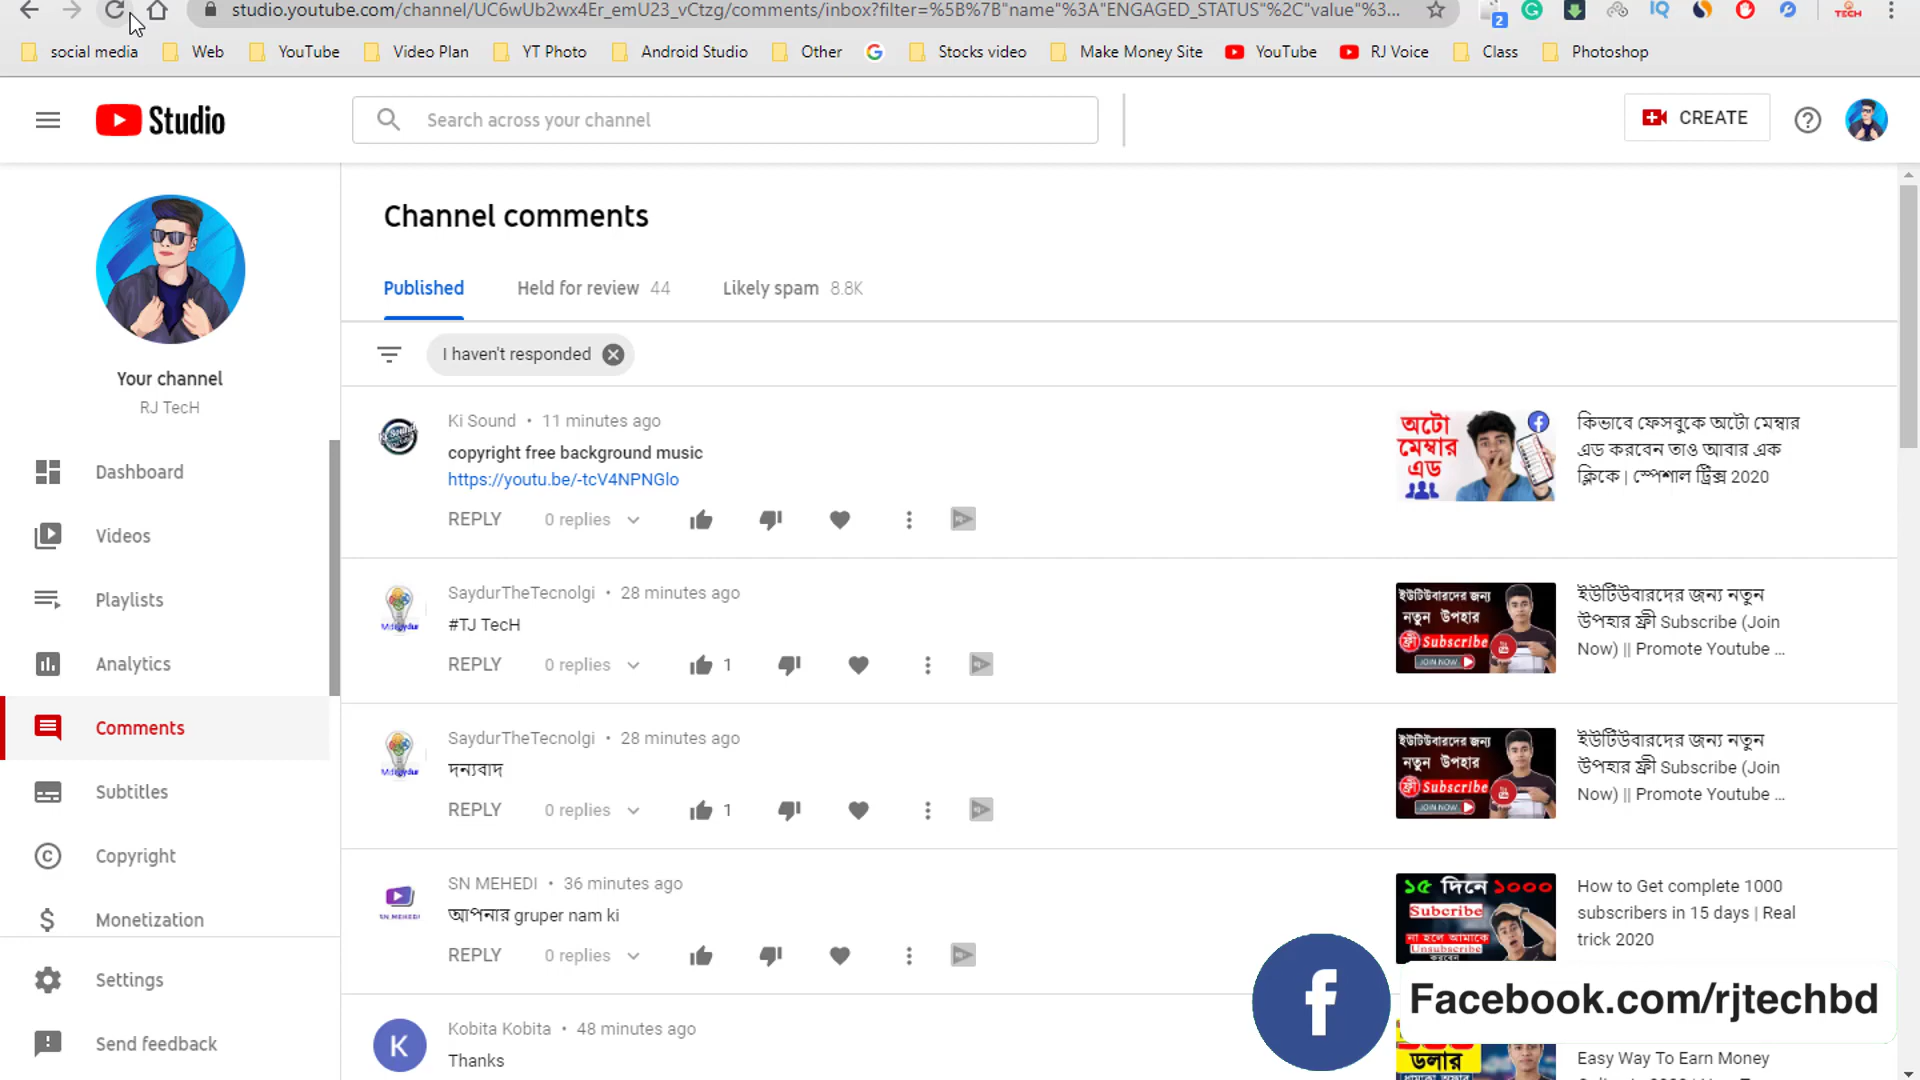 studio.youtube.com/channel/UC6wUb2wx4Er_emU23_vCtzg/comments/inbox?filter=%5B%7B"name"%3A"ENGAGED_STATUS"%2C"value"%3...
2
TECH
social media
Web
YouTube
Video Plan
YT Photo
Android Studio
Other
Stocks video
Make Money Site
YouTube
RJ Voice
Class
Photoshop
Studio
Search across your channel
CREATE
Your channel
RJ TecH
Dashboard
Videos
Playlists
Analytics
Comments
Subtitles
Copyright
Monetization
Settings
Send feedback
Channel comments
Published
Held for review 44
Likely spam 8.8K
I haven't responded
Ki Sound • 11 minutes ago
copyright free background music
https://youtu.be/-tcV4NPNGlo
REPLY 0 replies
অটো
মেম্বার
এড
কিভাবে ফেসবুকে অটো মেম্বার
এড করবেন তাও আবার এক
ক্লিকে | স্পেশাল ট্রিক্স 2020
SaydurTheTecnolgi • 28 minutes ago
#TJ TecH
REPLY 0 replies 1
ইউটিউবারদের জন্য
নতুন উপহার
ফ্রী Subscribe
JOIN NOW
ইউটিউবারদের জন্য নতুন
উপহার ফ্রী Subscribe (Join
Now) || Promote Youtube ...
SaydurTheTecnolgi • 28 minutes ago
দন্যবাদ
REPLY 0 replies 1
ইউটিউবারদের জন্য
নতুন উপহার
ফ্রী Subscribe
JOIN NOW
ইউটিউবারদের জন্য নতুন
উপহার ফ্রী Subscribe (Join
Now) || Promote Youtube ...
SN MEHEDI • 36 minutes ago
আপনার gruper nam ki
REPLY 0 replies
১৫ দিনে ১০০০
Subcribe
না হলে আমাকে
Unsubscribe
করবেন
How to Get complete 1000
subscribers in 15 days | Real
trick 2020
Kobita Kobita • 48 minutes ago
Thanks
K
Facebook.com/rjtechbd
ডলার
Easy Way To Earn Money